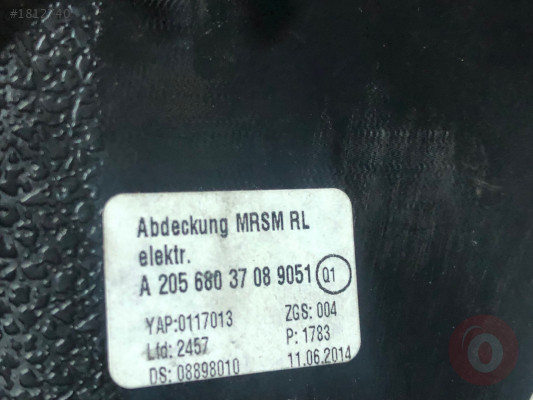 Abdeckung MRSM RL
elektr.
A 205 680 37 08 9051 Q1
YAP:0117013 ZGS: 004
Lfd: 2457 P: 1783
DS: 08898010 11.06.2014